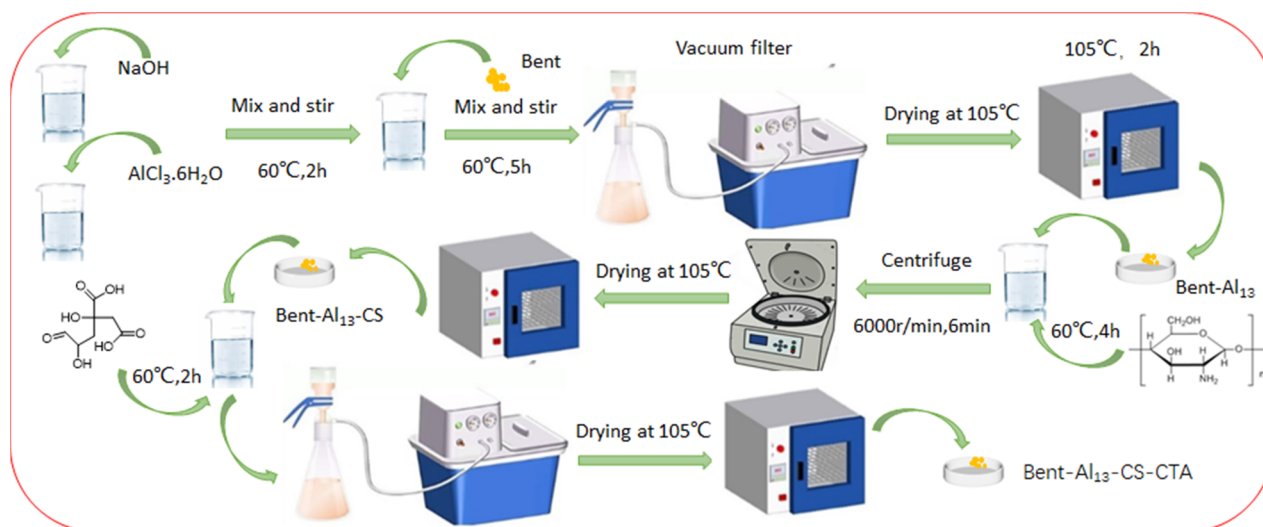 NaOH
AlCl₃.6H₂O
Mix and stir
60℃,2h
Bent
Mix and stir
60℃,5h
Vacuum filter
Drying at 105℃
105℃, 2h
Bent-Al₁₃
60℃,4h
CH₂OH
H
O
H
OH
H
H
H
NH₂
O
n
Centrifuge
6000r/min,6min
Drying at 105℃
Bent-Al₁₃-CS
O
OH
HO
O
O
OH
OH
60℃,2h
Drying at 105℃
Bent-Al₁₃-CS-CTA